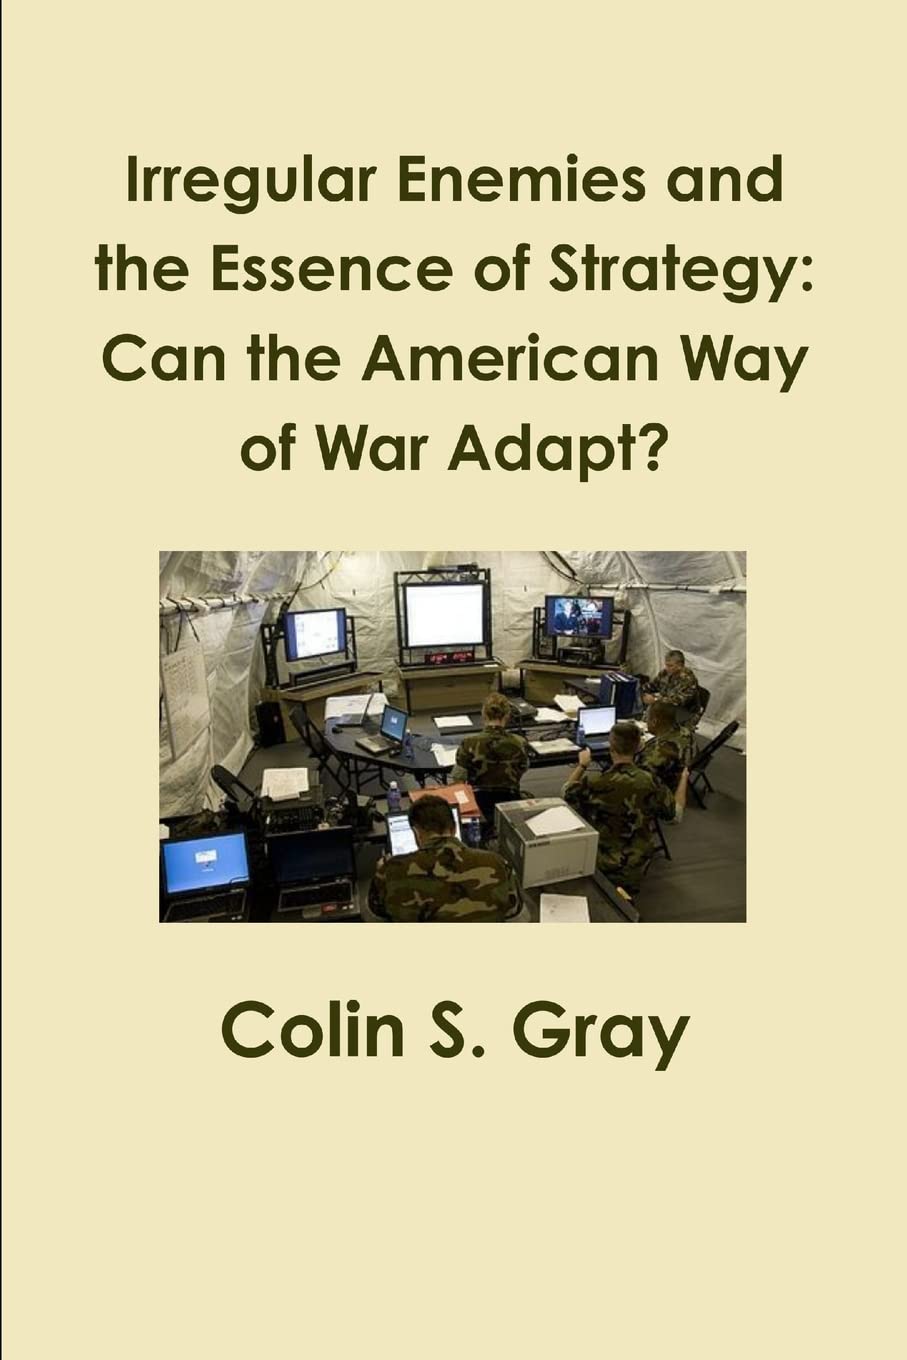 Irregular Enemies and
the Essence of Strategy:
Can the American Way
of War Adapt?
Colin S. Gray